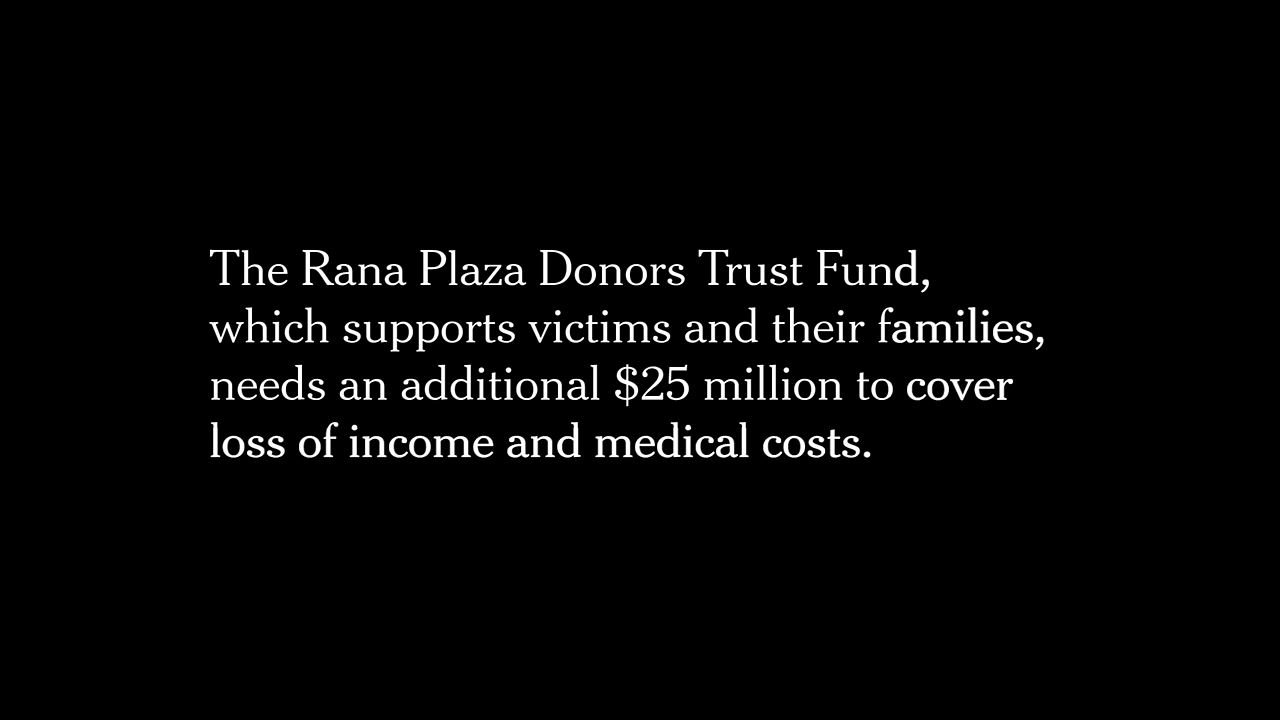 The Rana Plaza Donors Trust Fund,
which supports victims and their families,
needs an additional $25 million to cover
loss of income and medical costs.